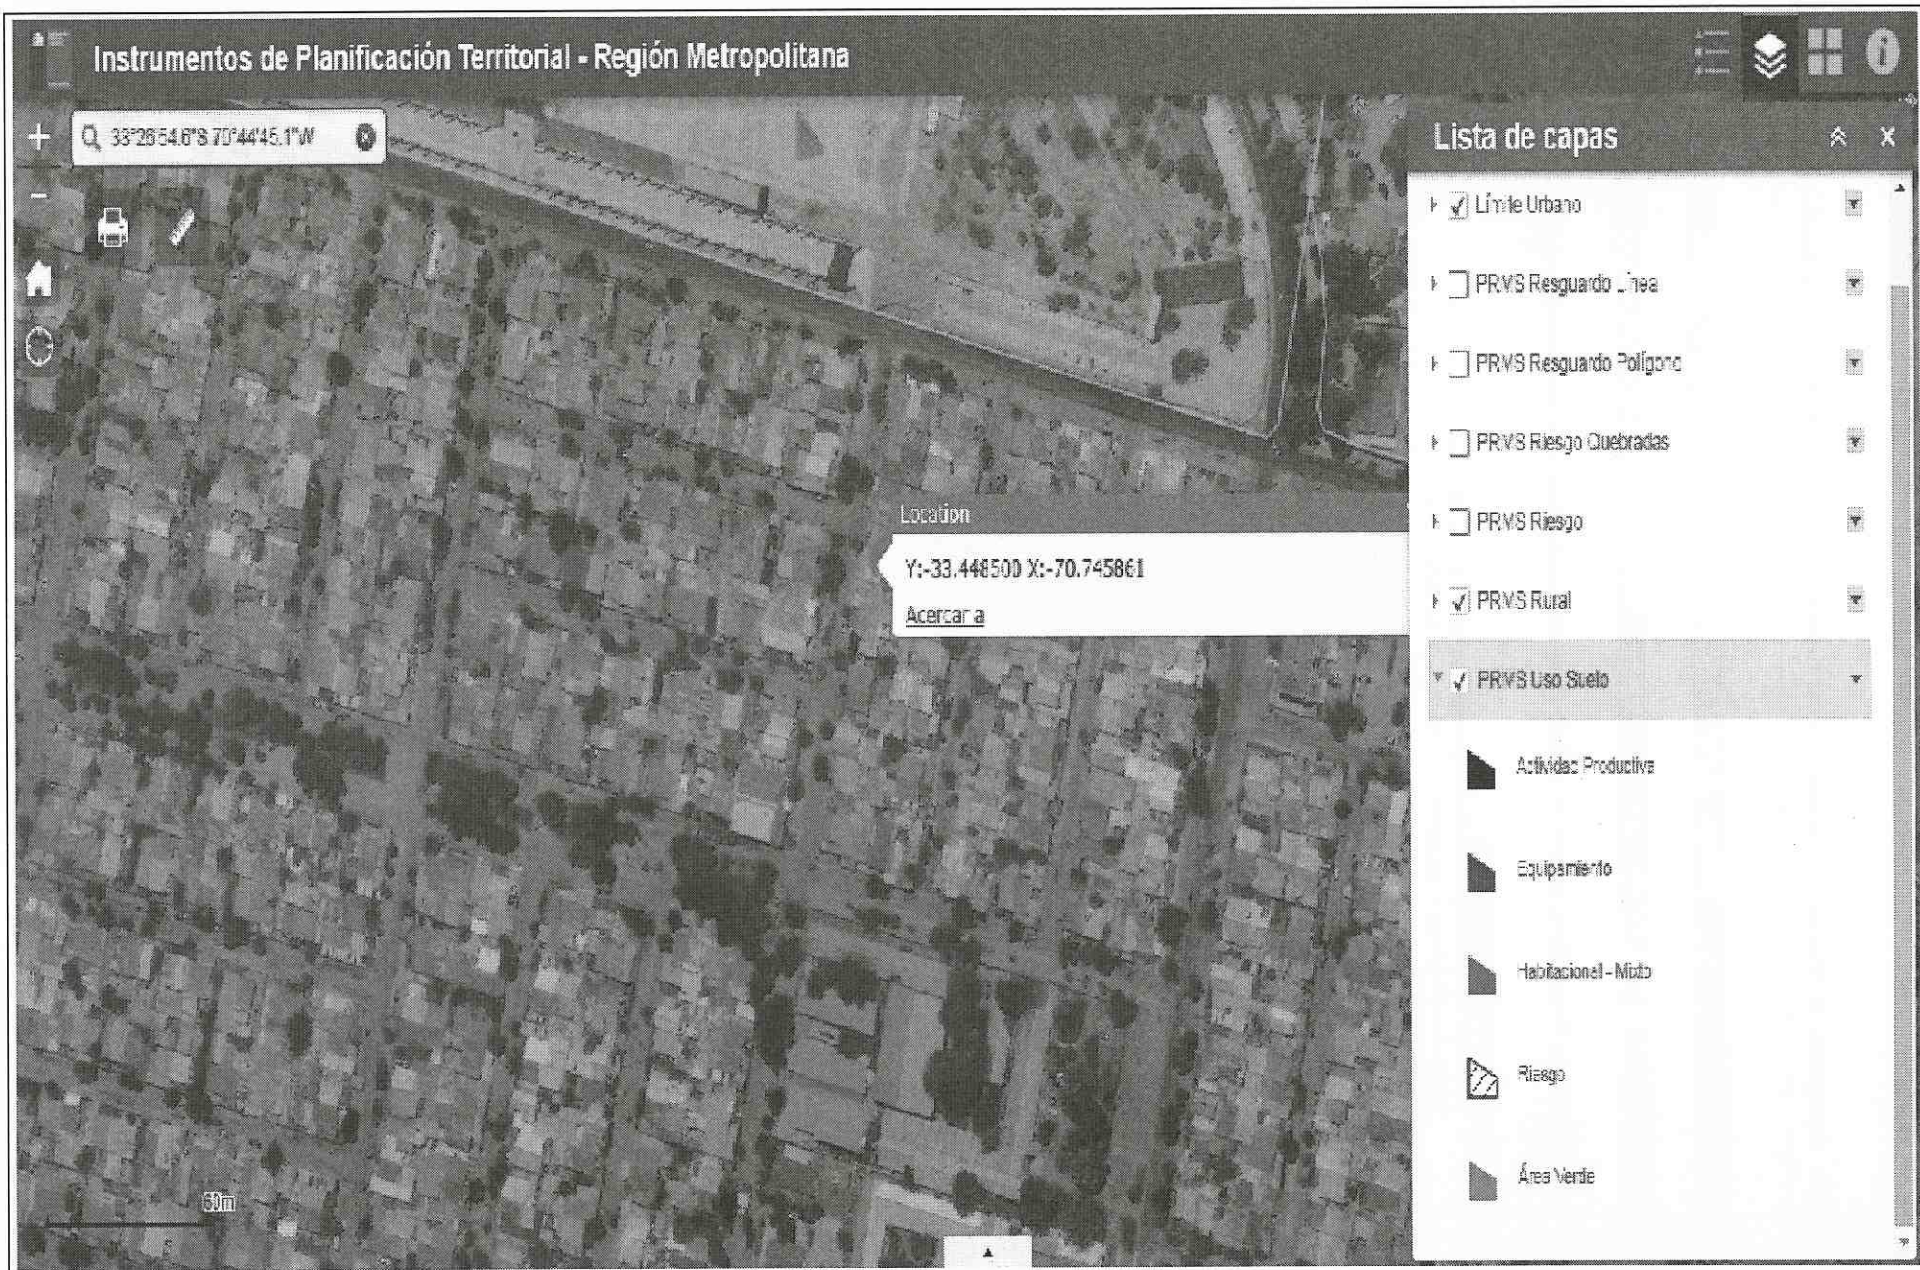 Instrumentos de Planificación Territorial - Región Metropolitana
33°26'54.6"S 70°44'45.1"W
Location
Y:-33.448500 X:-70.745861
Acercar a
60m
Lista de capas
Límite Urbano
PRMS Resguardo Línea
PRMS Resguardo Polígono
PRMS Riesgo Quebradas
PRMS Riesgo
PRMS Rural
PRMS Uso Suelo
Actividad Productiva
Equipamiento
Habitacional - Mixto
Riesgo
Área Verde